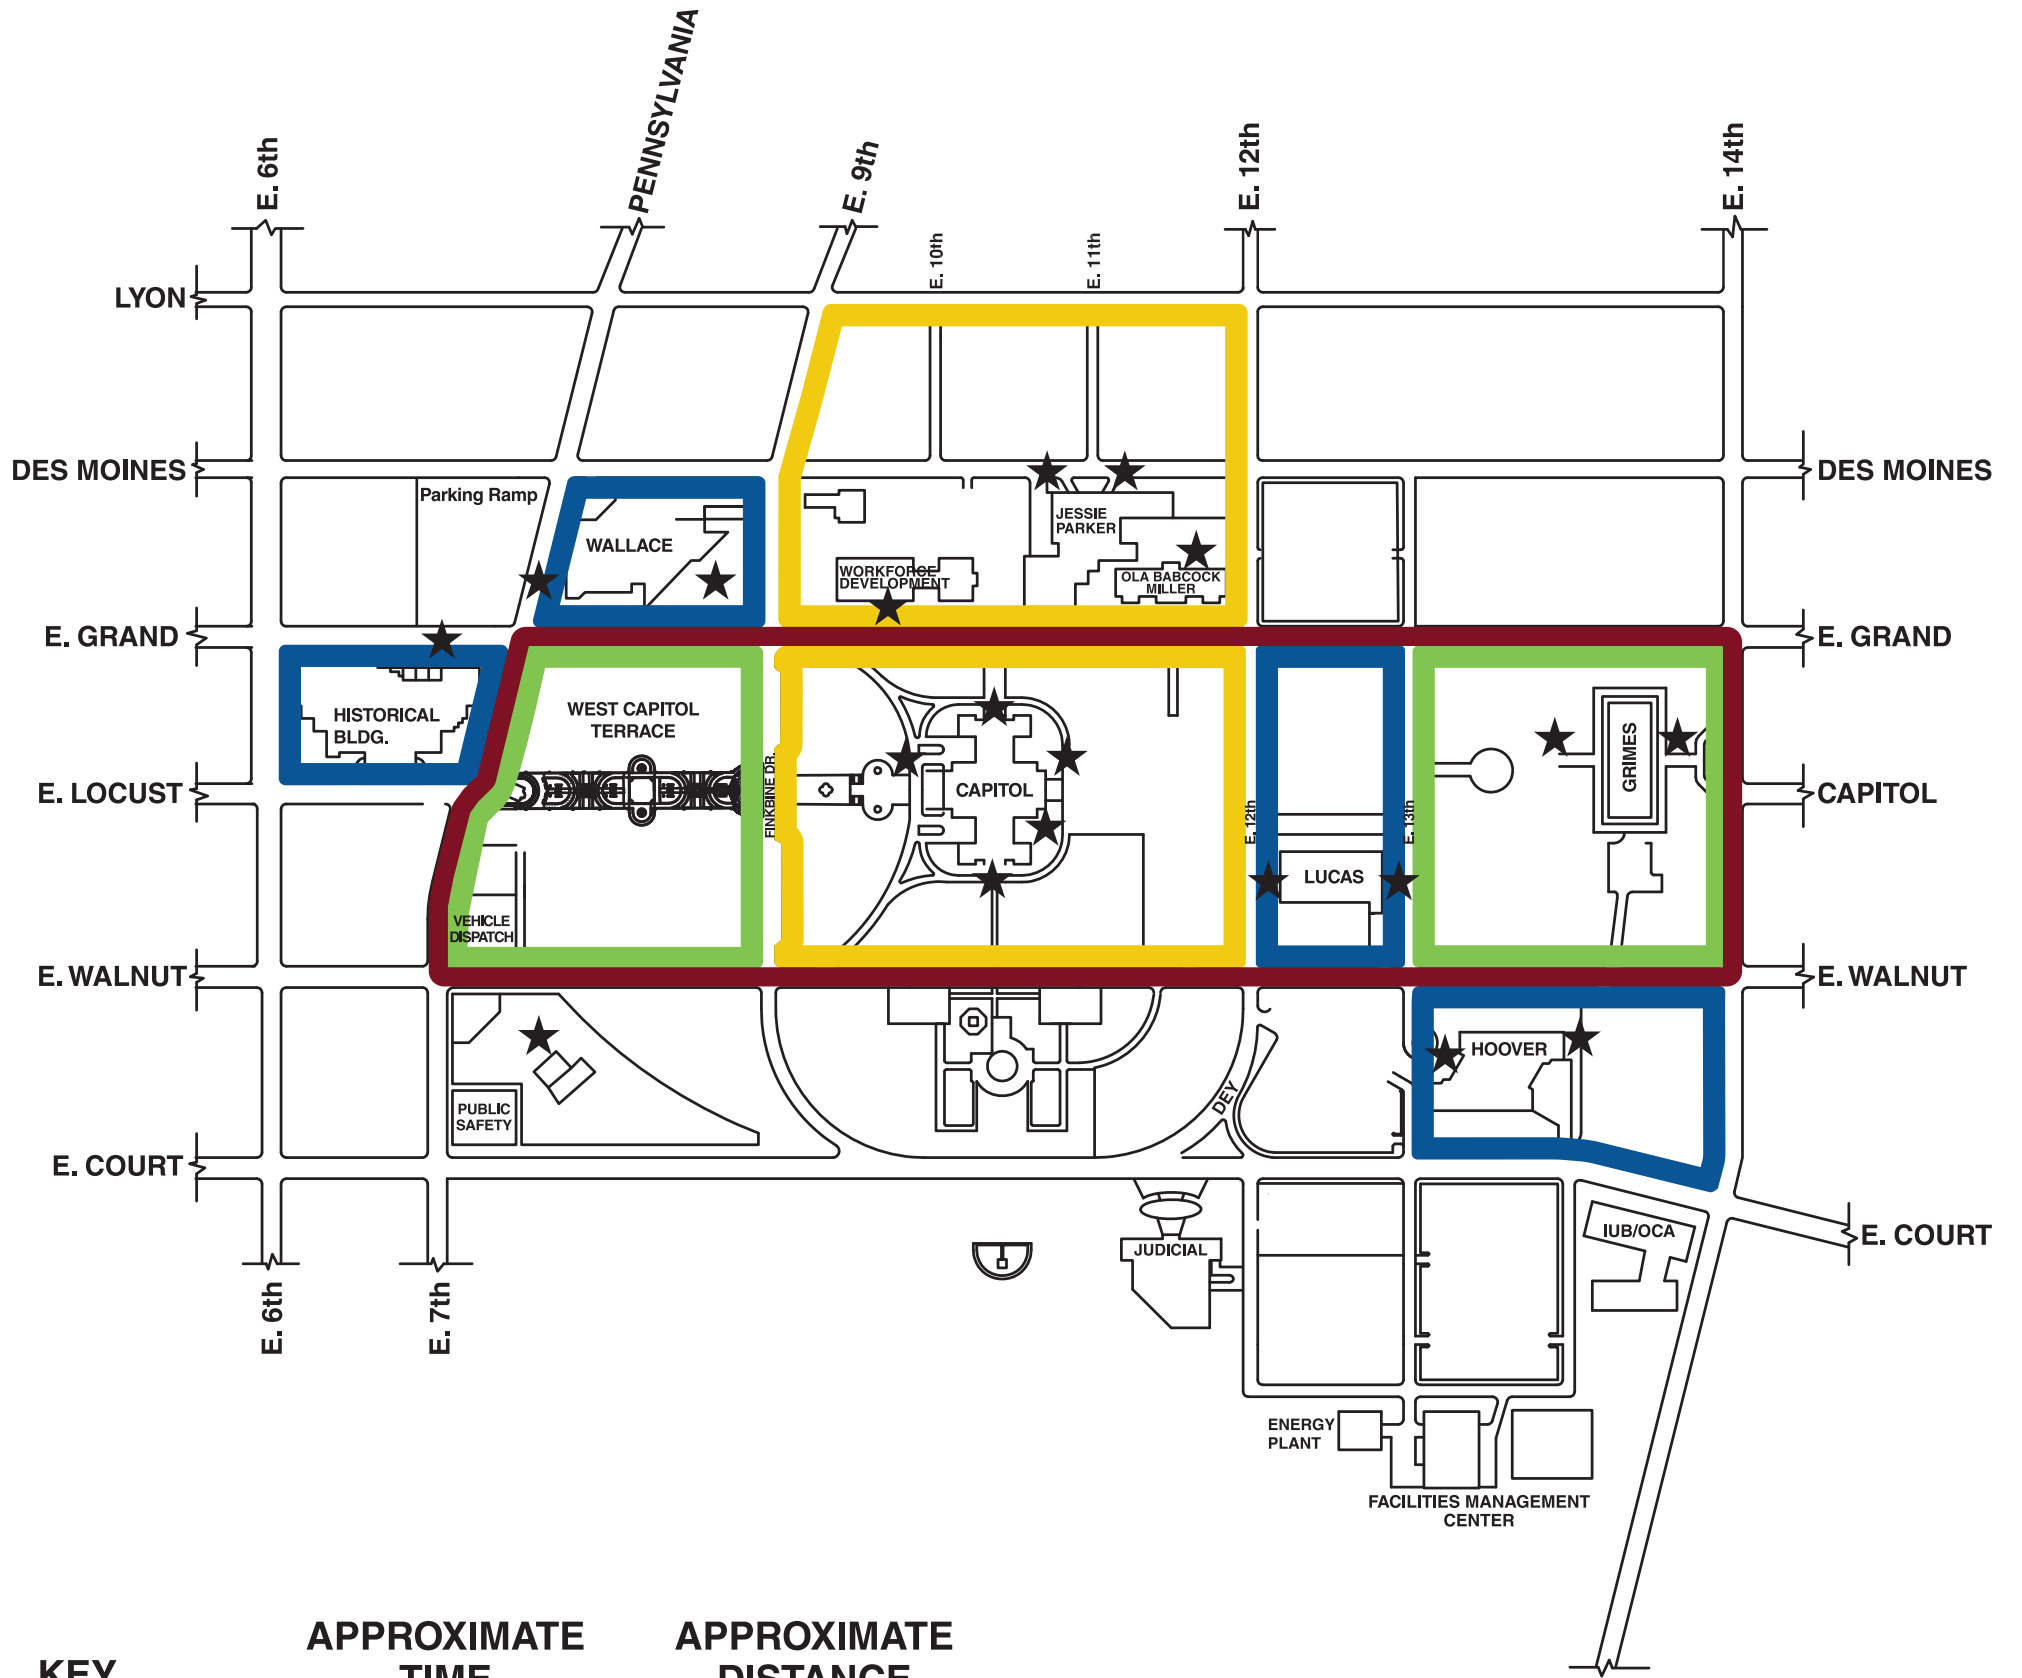 PENNSYLVANIA
E. 6th
E. 9th
E. 12th
E. 14th
E. 10th
E. 11th
LYON
DES MOINES
DES MOINES
Parking Ramp
WALLACE
JESSIE
PARKER
WORKFORCE
DEVELOPMENT
OLA BABCOCK
MILLER
E. GRAND
E. GRAND
HISTORICAL
BLDG.
WEST CAPITOL
TERRACE
FINKBINE DR.
CAPITOL
E. 12th
E. 13th
GRIMES
E. LOCUST
CAPITOL
LUCAS
VEHICLE
DISPATCH
E. WALNUT
E. WALNUT
HOOVER
DEY
PUBLIC
SAFETY
E. COURT
E. COURT
IUB/OCA
JUDICIAL
E. 6th
E. 7th
ENERGY
PLANT
FACILITIES MANAGEMENT
CENTER
KEY
APPROXIMATE
TIME
APPROXIMATE
DISTANCE